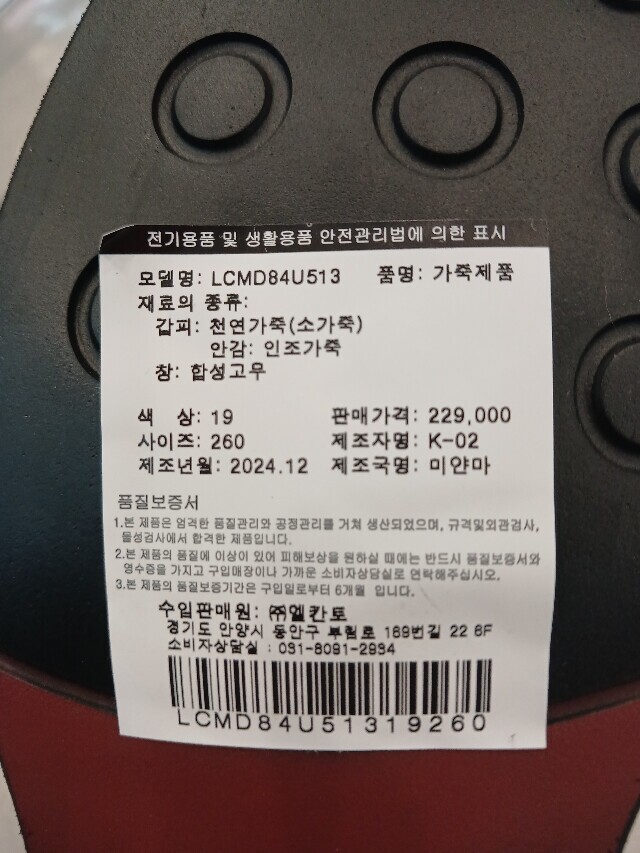 전기용품 및 생활용품 안전관리법에 의한 표시
모델명: LCMD84U513 품명: 가죽제품
재료의 종류:
갑피: 천연가죽(소가죽)
안감: 인조가죽
창: 합성고무
색 상: 19 판매가격: 229,000
사이즈: 260 제조자명: K-02
제조년월: 2024.12 제조국명: 미얀마
품질보증서
1.본 제품은 엄격한 품질관리와 공정관리를 거쳐 생산되었으며, 규격및외관검사,
물성검사에서 합격한 제품입니다.
2.본 제품의 품질에 이상이 있어 피해보상을 원하실 때에는 반드시 품질보증서와
영수증을 가지고 구입매장이나 가까운 소비자상담실로 연락해주십시오.
3.본 제품의 품질보증기간은 구입일로부터 6개월 입니다.
수입판매원: ㈜엘칸토
경기도 안양시 동안구 부림로 169번길 22 6F
소비자상담실 : 031-8091-2934
LCMD84U51319260